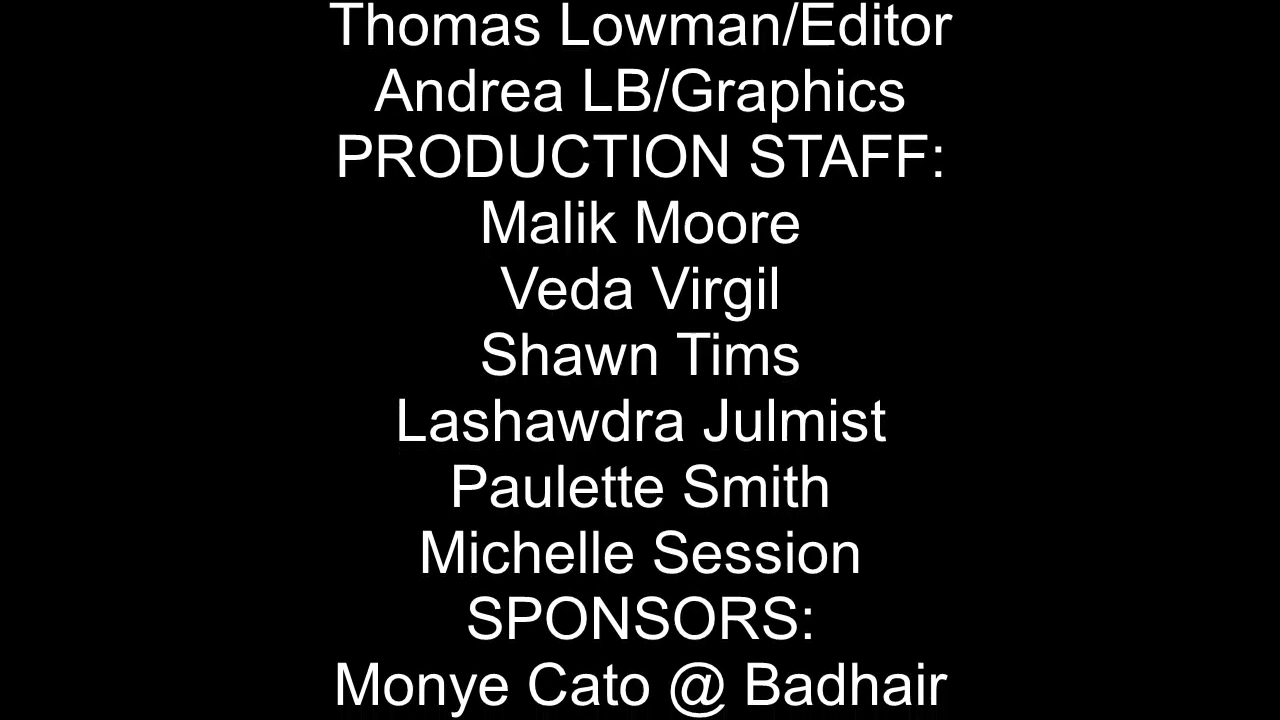 Thomas Lowman/Editor
Andrea LB/Graphics
PRODUCTION STAFF:
Malik Moore
Veda Virgil
Shawn Tims
Lashawdra Julmist
Paulette Smith
Michelle Session
SPONSORS:
Monye Cato @ Badhair